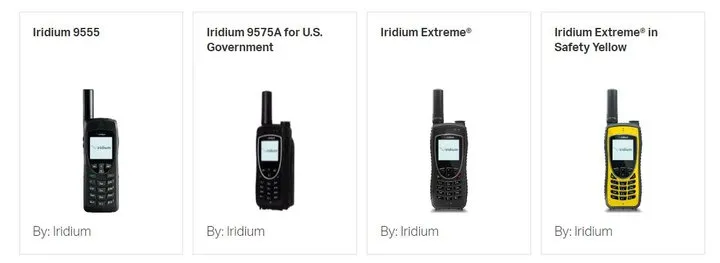 Iridium 9555
Iridium 9575A for U.S.
Government
Iridium Extreme®
Iridium Extreme® in
Safety Yellow
iridium
By: Iridium
By: Iridium
By: Iridium
By: Iridium